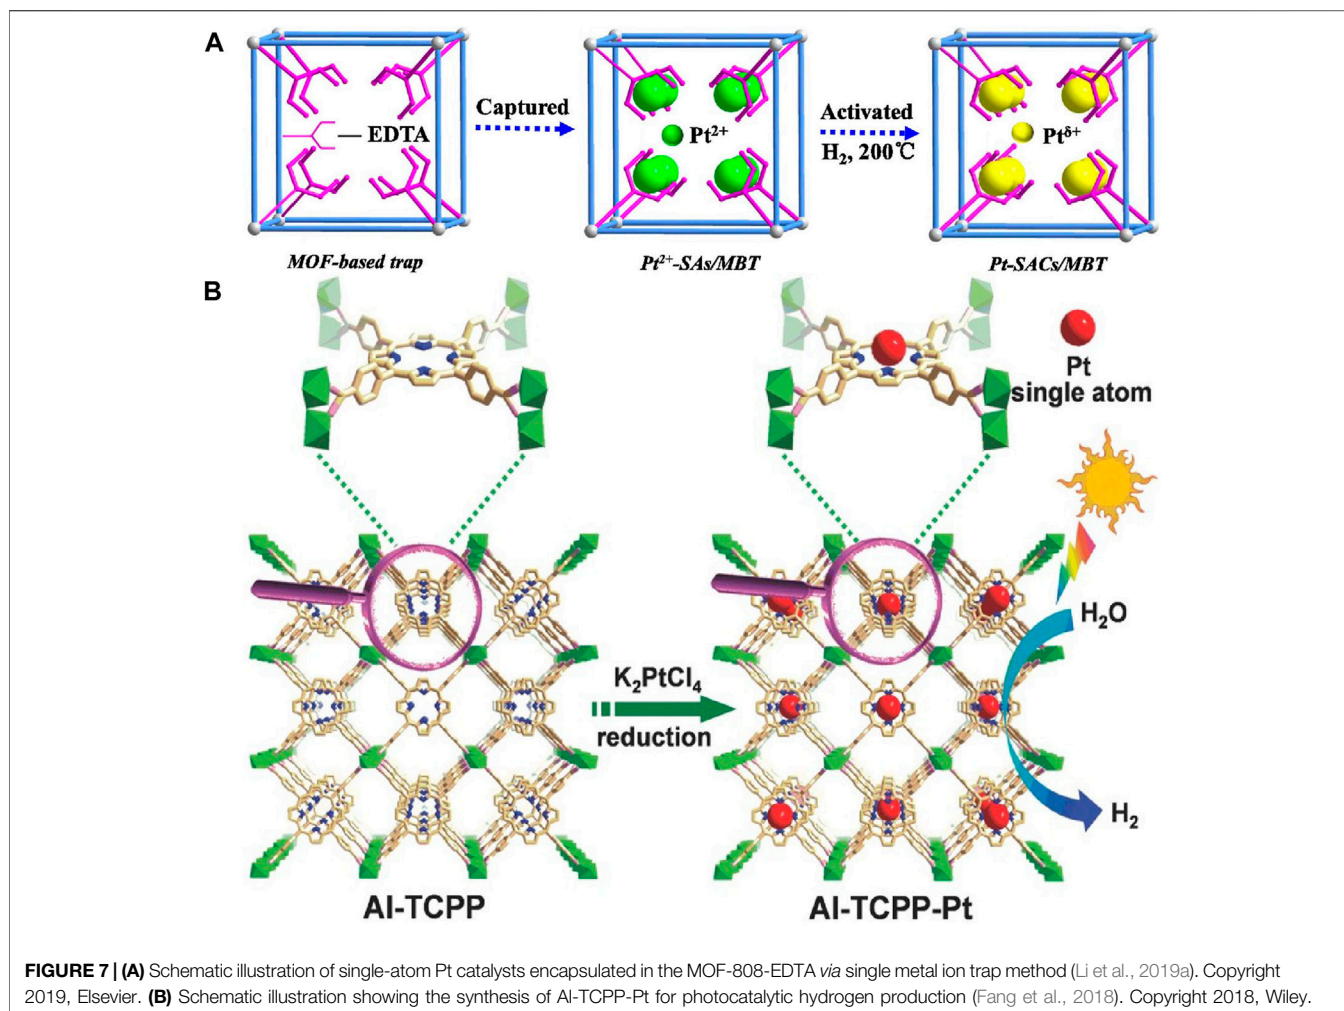 A
EDTA
Captured
Pt²⁺
Activated
H₂, 200℃
Pt^δ+
MOF-based trap
Pt²⁺-SAs/MBT
Pt-SACs/MBT
B
Pt
single atom
H₂O
K₂PtCl₄
reduction
H₂
Al-TCPP
Al-TCPP-Pt
FIGURE 7 | (A) Schematic illustration of single-atom Pt catalysts encapsulated in the MOF-808-EDTA via single metal ion trap method (Li et al., 2019a). Copyright
2019, Elsevier. (B) Schematic illustration showing the synthesis of Al-TCPP-Pt for photocatalytic hydrogen production (Fang et al., 2018). Copyright 2018, Wiley.